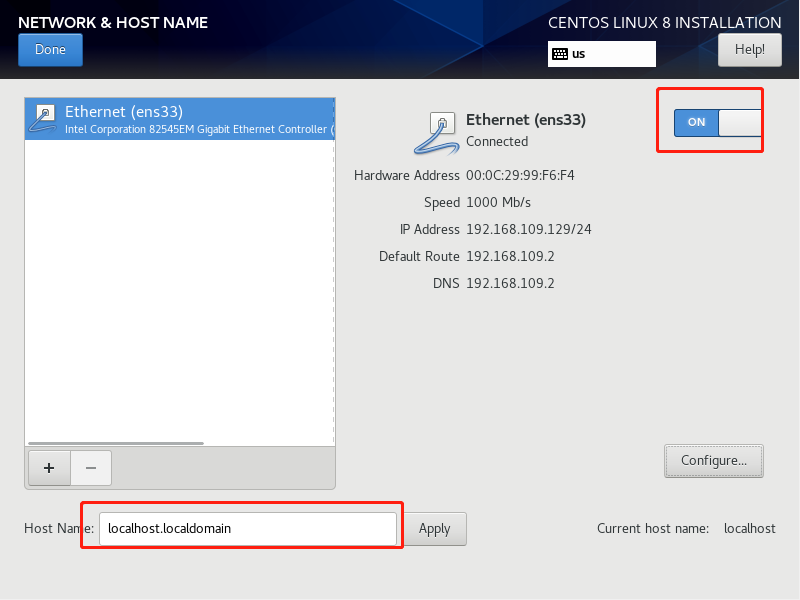 NETWORK & HOST NAME
CENTOS LINUX 8 INSTALLATION
Done
us
Help!
Ethernet (ens33)
Intel Corporation 82545EM Gigabit Ethernet Controller (
Ethernet (ens33)
Connected
ON
Hardware Address 00:0C:29:99:F6:F4
Speed 1000 Mb/s
IP Address 192.168.109.129/24
Default Route 192.168.109.2
DNS 192.168.109.2
+ −
Configure...
Host Name: localhost.localdomain Apply Current host name: localhost